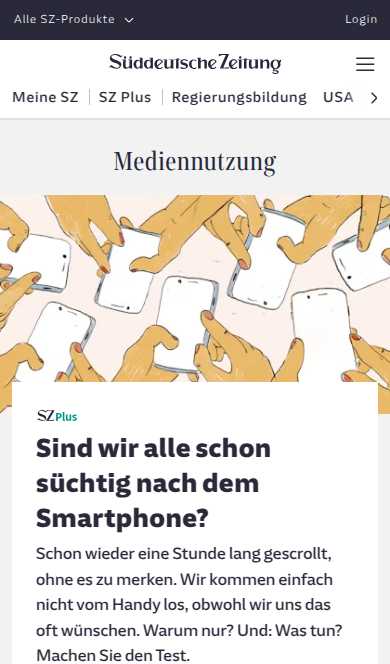 Alle SZ-Produkte
Login
Süddeutsche Zeitung
Meine SZ
SZ Plus
Regierungsbildung
USA
Mediennutzung
SZ Plus
Sind wir alle schon
süchtig nach dem
Smartphone?
Schon wieder eine Stunde lang gescrollt,
ohne es zu merken. Wir kommen einfach
nicht vom Handy los, obwohl wir uns das
oft wünschen. Warum nur? Und: Was tun?
Machen Sie den Test.